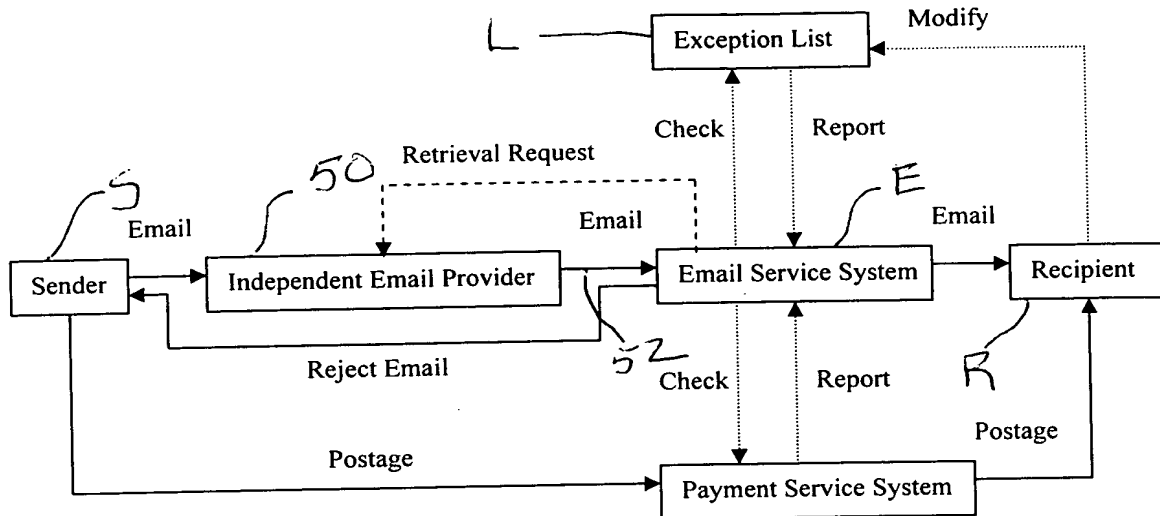 Modify
L
Exception List
Check
Report
Retrieval Request
50
S
E
Email
Email
Email
Sender
Independent Email Provider
Email Service System
Recipient
Reject Email
52
Check
Report
R
Postage
Postage
Payment Service System